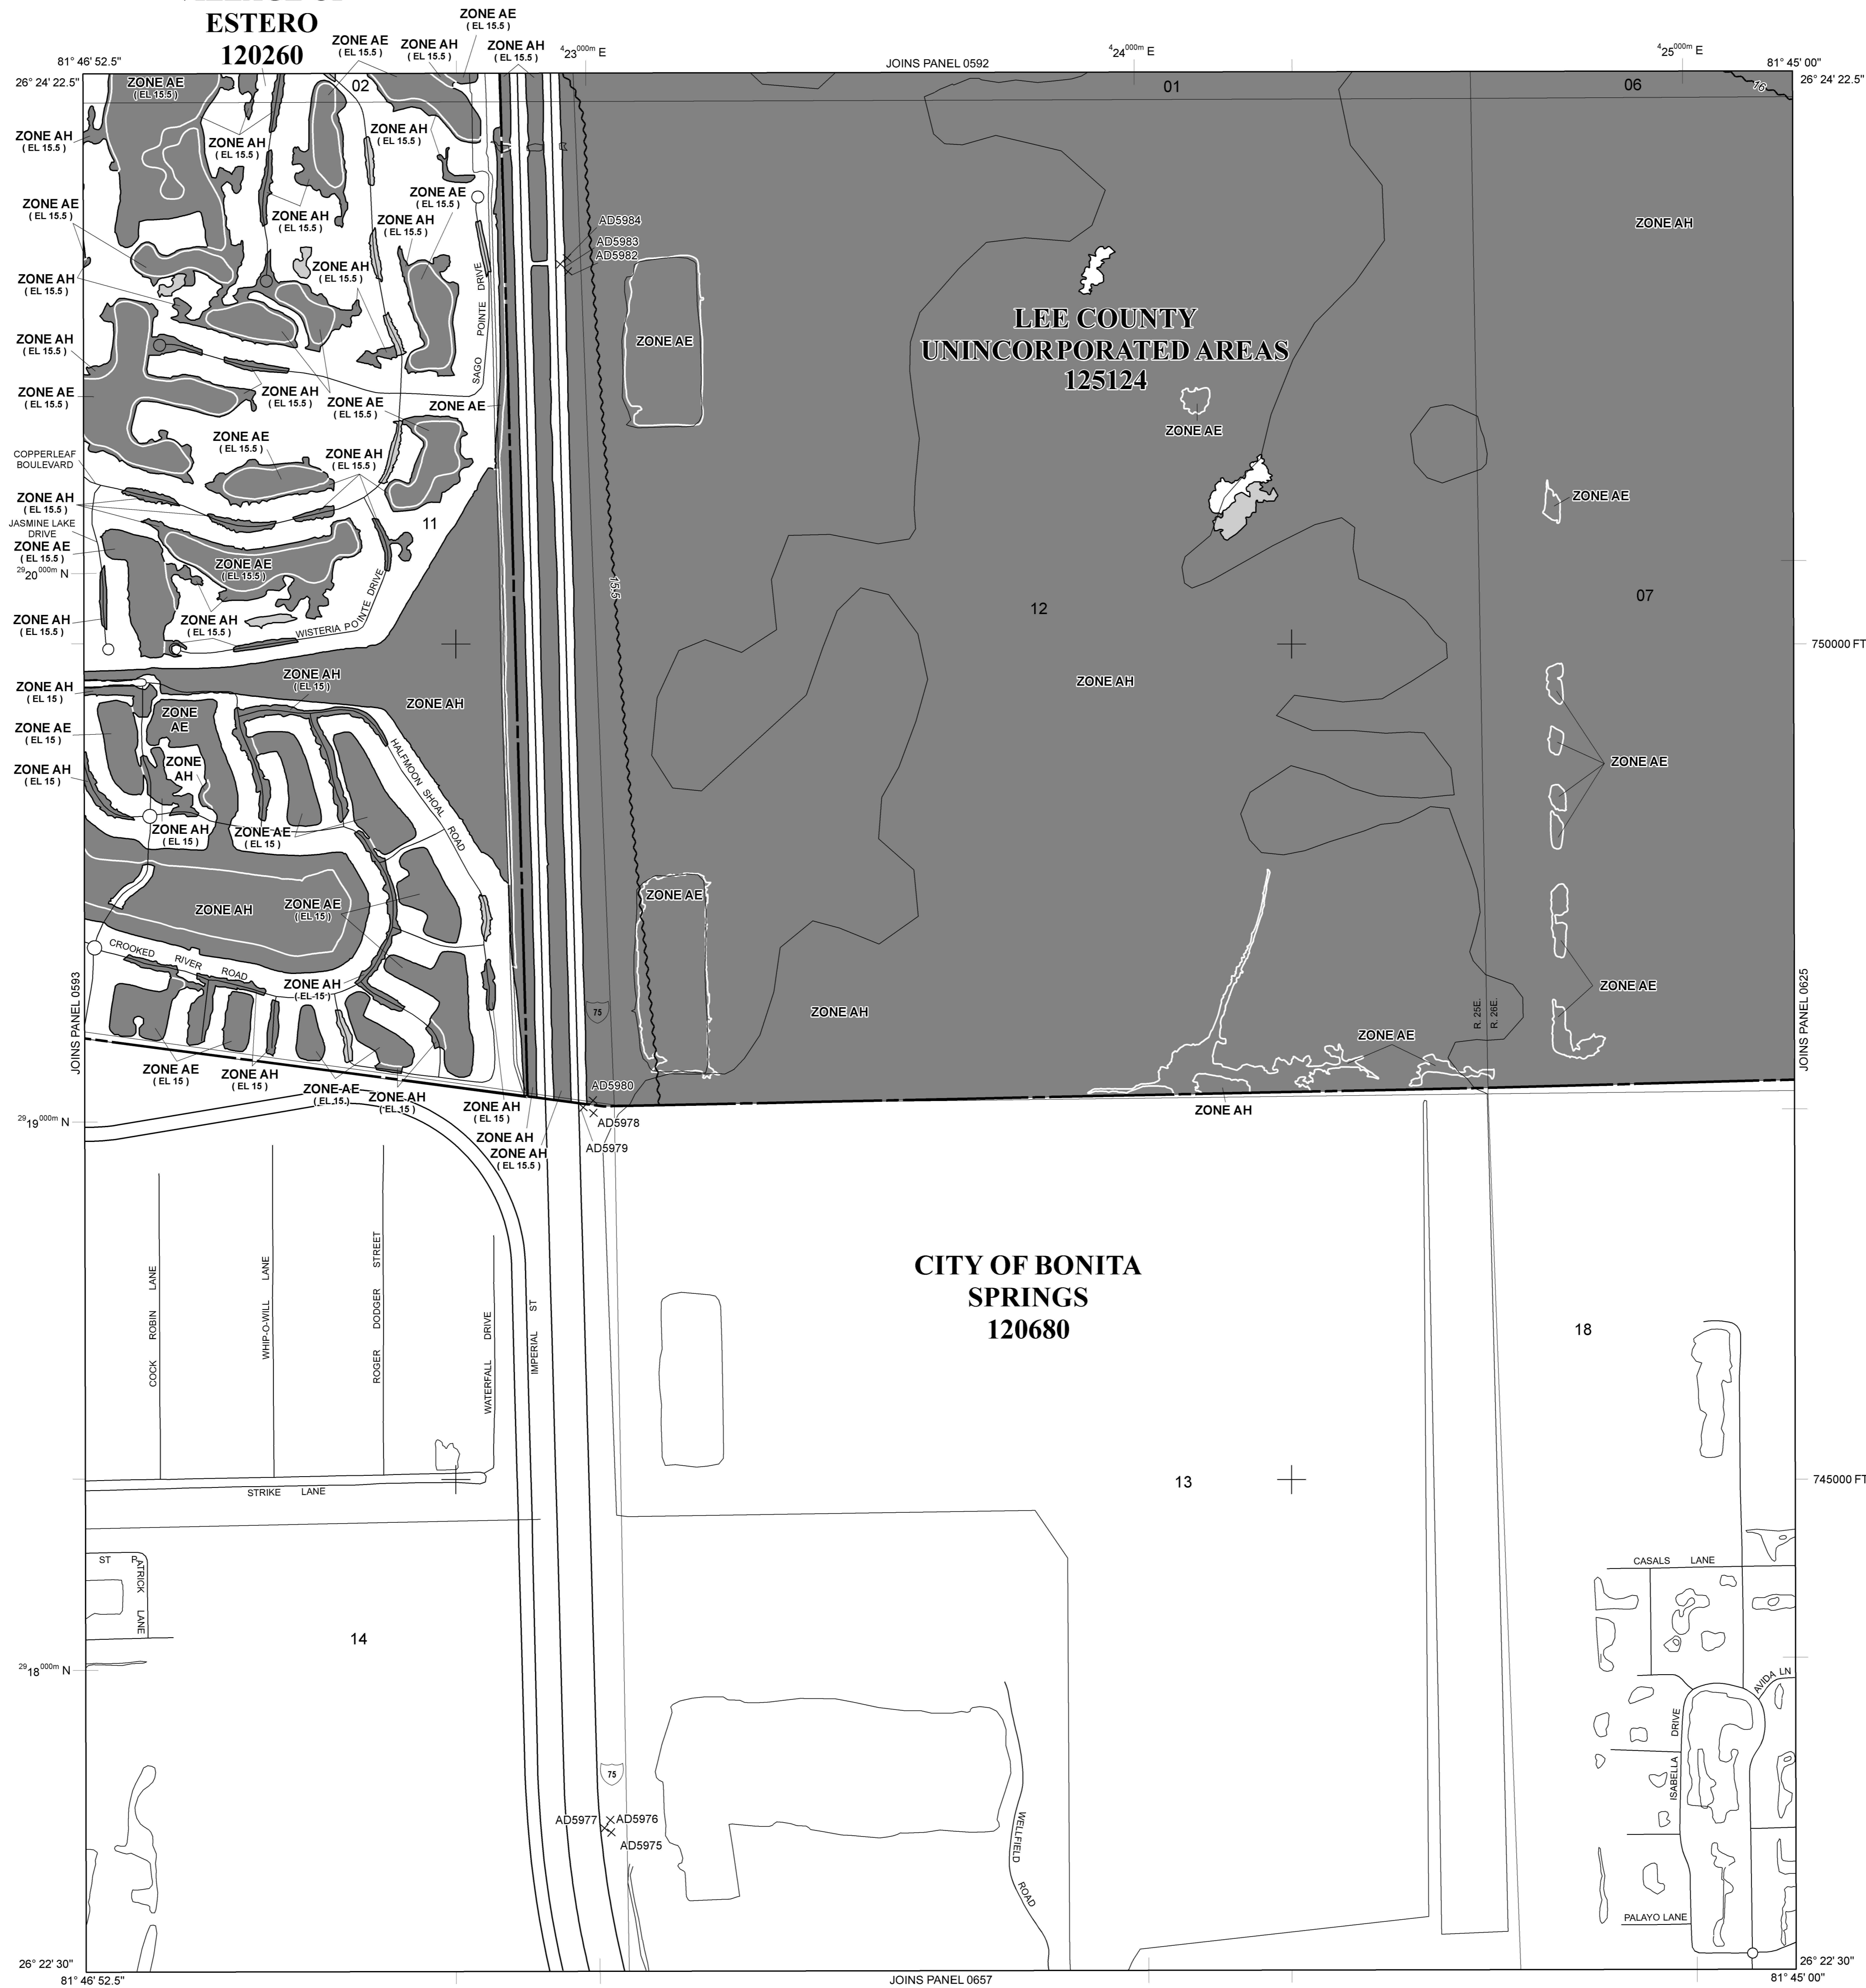 ESTERO
120260
ZONE AE
( EL 15.5 )
ZONE AE
( EL 15.5 )
ZONE AH
( EL 15.5 )
ZONE AH
( EL 15.5 )
423000m E
424000m E
425000m E
JOINS PANEL 0592
81° 46' 52.5"
26° 24' 22.5"
81° 45' 00"
26° 24' 22.5"
ZONE AE
( EL 15.5 )
02
01
06
16
ZONE AH
( EL 15.5 )
ZONE AH
( EL 15.5 )
ZONE AH
( EL 15.5 )
ZONE AE
( EL 15.5 )
ZONE AE
( EL 15.5 )
ZONE AH
( EL 15.5 )
ZONE AH
( EL 15.5 )
AD5984
AD5983
AD5982
ZONE AH
ZONE AH
( EL 15.5 )
ZONE AH
( EL 15.5 )
SAGO POINTE DRIVE
LEE COUNTY
UNINCORPORATED AREAS
125124
ZONE AH
( EL 15.5 )
ZONE AE
ZONE AE
( EL 15.5 )
ZONE AH
( EL 15.5 )
ZONE AE
( EL 15.5 )
ZONE AE
ZONE AE
ZONE AE
( EL 15.5 )
COPPERLEAF
BOULEVARD
ZONE AH
( EL 15.5 )
ZONE AH
( EL 15.5 )
ZONE AE
11
JASMINE LAKE
DRIVE
ZONE AE
( EL 15.5 )
ZONE AE
( EL 15.5 )
2920000m N
15.5
12
07
ZONE AH
( EL 15.5 )
ZONE AH
( EL 15.5 )
WISTERIA POINTE DRIVE
750000 FT
ZONE AH
( EL 15 )
ZONE AH
( EL 15 )
ZONE AH
ZONE AH
ZONE
AE
ZONE AE
( EL 15 )
ZONE AH
( EL 15 )
ZONE
AH
HALFMOON SHOAL ROAD
ZONE AE
ZONE AH
( EL 15 )
ZONE AE
( EL 15 )
ZONE AE
ZONE AH
ZONE AE
( EL 15 )
CROOKED RIVER ROAD
JOINS PANEL 0593
JOINS PANEL 0625
ZONE AH
( EL 15 )
ZONE AE
75
ZONE AH
R. 25E.
R. 26E.
ZONE AE
ZONE AE
( EL 15 )
ZONE AH
( EL 15 )
ZONE AE
( EL 15 )
ZONE AH
( EL 15 )
ZONE AH
( EL 15 )
AD5980
AD5978
AD5979
ZONE AH
2919000m N
ZONE AH
ZONE AH
( EL 15.5 )
COCK ROBIN LANE
WHIP-O-WILL LANE
ROGER DODGER STREET
WATERFALL DRIVE
IMPERIAL ST
CITY OF BONITA
SPRINGS
120680
18
13
745000 FT
STRIKE LANE
ST PATRICK LANE
CASALS LANE
14
2918000m N
AVIDA LN
ISABELLA DRIVE
75
AD5977
AD5976
AD5975
WELLFIELD ROAD
PALAYO LANE
26° 22' 30"
81° 46' 52.5"
JOINS PANEL 0657
26° 22' 30"
81° 45' 00"